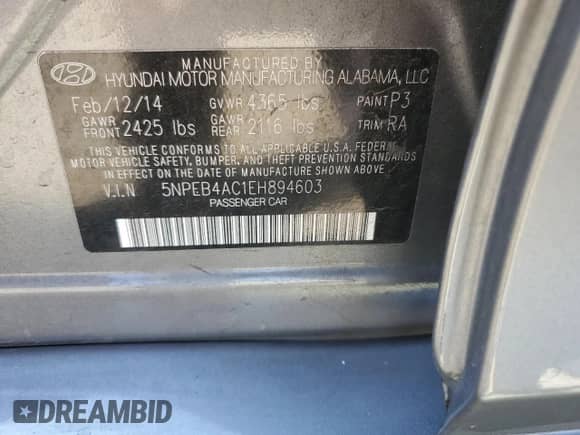 MANUFACTURED BY
HYUNDAI MOTOR MANUFACTURING ALABAMA, LLC
Feb/12/14 GVWR 4365 lbs PAINT P3
GAWR FRONT 2425 lbs GAWR REAR 2116 lbs TRIM RA
THIS VEHICLE CONFORMS TO ALL APPLICABLE U.S.A FEDERAL
MOTOR VEHICLE SAFETY, BUMPER, AND THEFT PREVENTION STANDARDS
IN EFFECT ON THE DATE OF MANUFACTURE SHOWN ABOVE.
V.I.N 5NPEB4AC1EH894603
PASSENGER CAR
DREAMBID